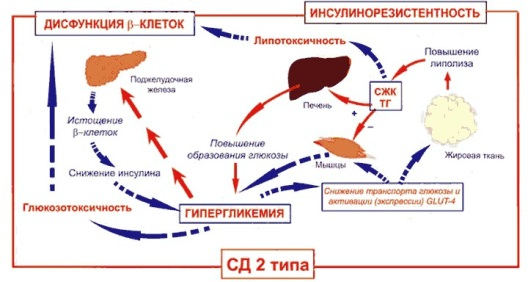 ДИСФУНКЦИЯ β-КЛЕТОК
ИНСУЛИНОРЕЗИСТЕНТНОСТЬ
Липотоксичность
Повышение
липолиза
Поджелудочная
железа
Печень
СЖК
ТГ
+
–
Истощение
β-клеток
Повышение
образования глюкозы
Мышцы
Жировая ткань
Снижение инсулина
Глюкозотоксичность
ГИПЕРГЛИКЕМИЯ
Снижение транспорта глюкозы и
активации (экспрессии) GLUT-4
СД 2 типа